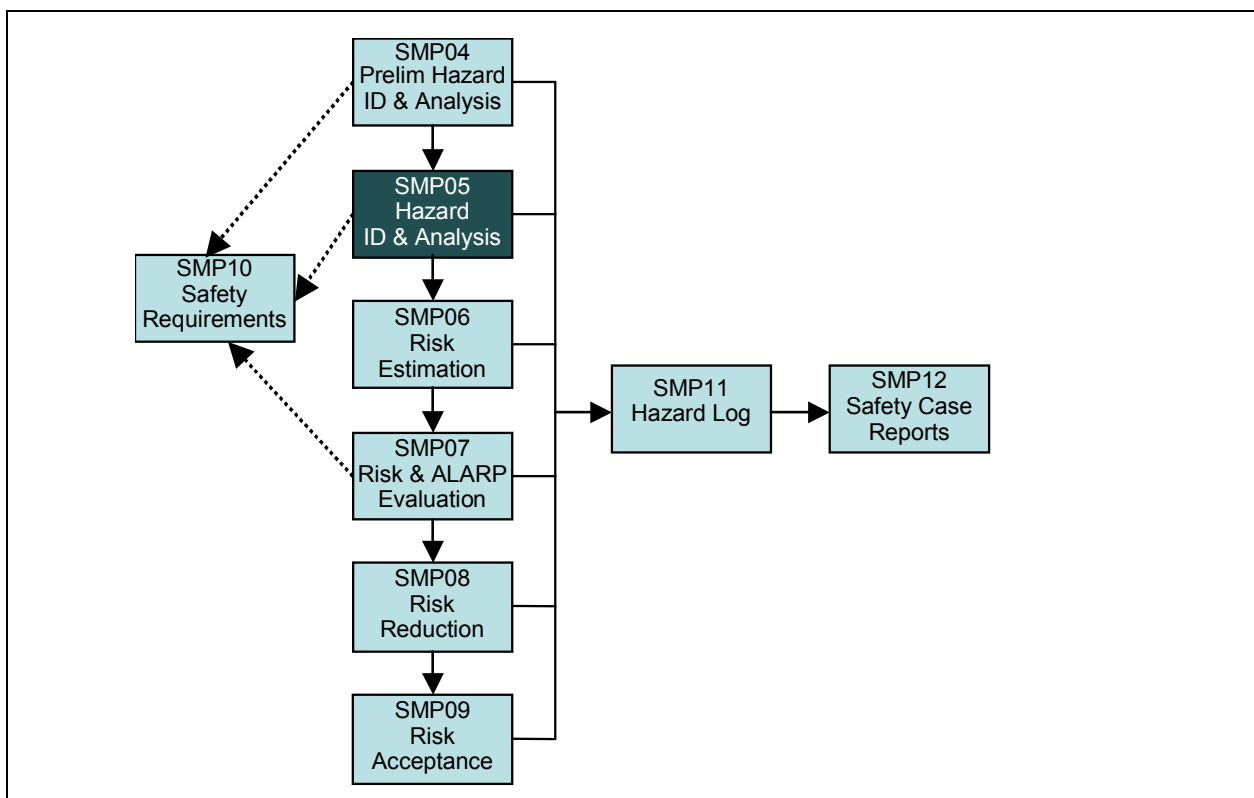 SMP04
Prelim Hazard
ID & Analysis
SMP05
Hazard
ID & Analysis
SMP10
Safety
Requirements
SMP06
Risk
Estimation
SMP07
Risk & ALARP
Evaluation
SMP08
Risk
Reduction
SMP09
Risk
Acceptance
SMP11
Hazard Log
SMP12
Safety Case
Reports